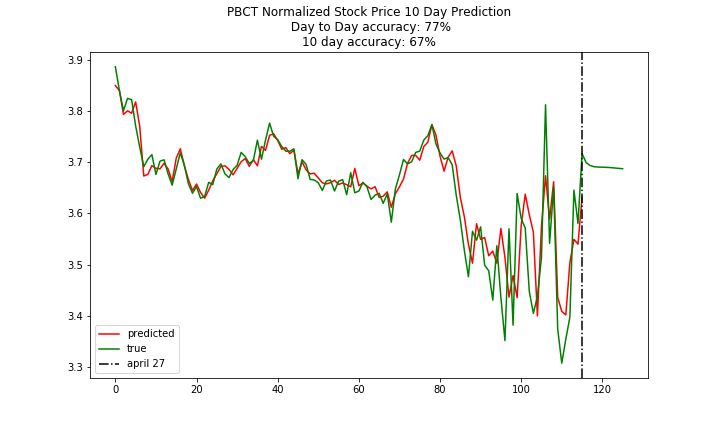 PBCT Normalized Stock Price 10 Day Prediction
Day to Day accuracy: 77%
10 day accuracy: 67%
3.9
3.8
3.7
3.6
3.5
3.4
3.3
predicted
true
april 27
0 20 40 60 80 100 120